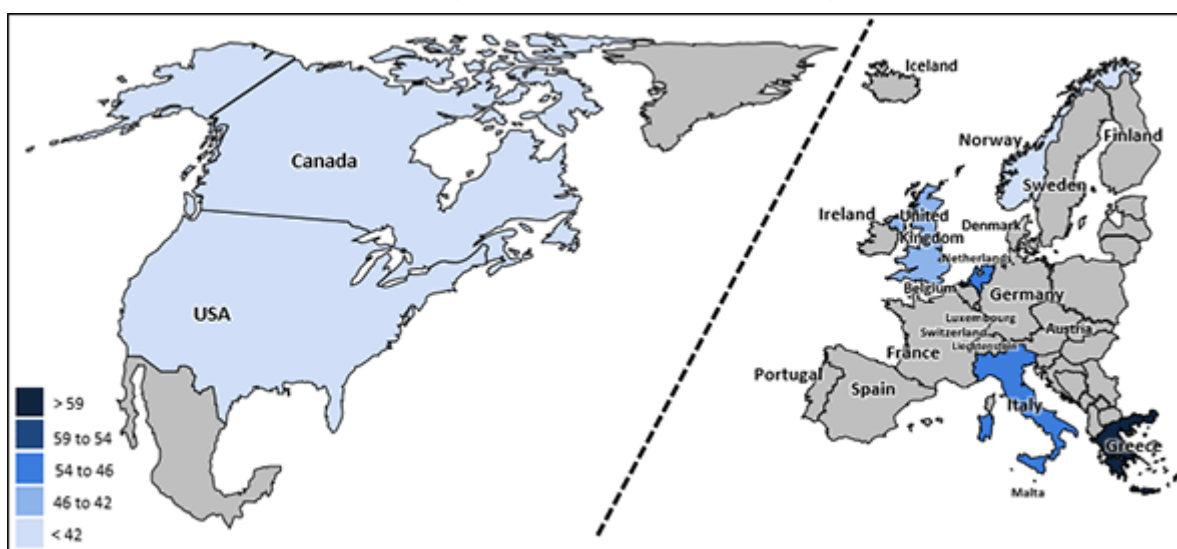 Iceland
Canada
Norway
Finland
Sweden
Ireland
United
Kingdom
Denmark
Netherlands
Belgium
Germany
USA
Luxembourg
Switzerland
Austria
Liechtenstein
France
Portugal
Spain
Italy
Greece
Malta
> 59
59 to 54
54 to 46
46 to 42
< 42